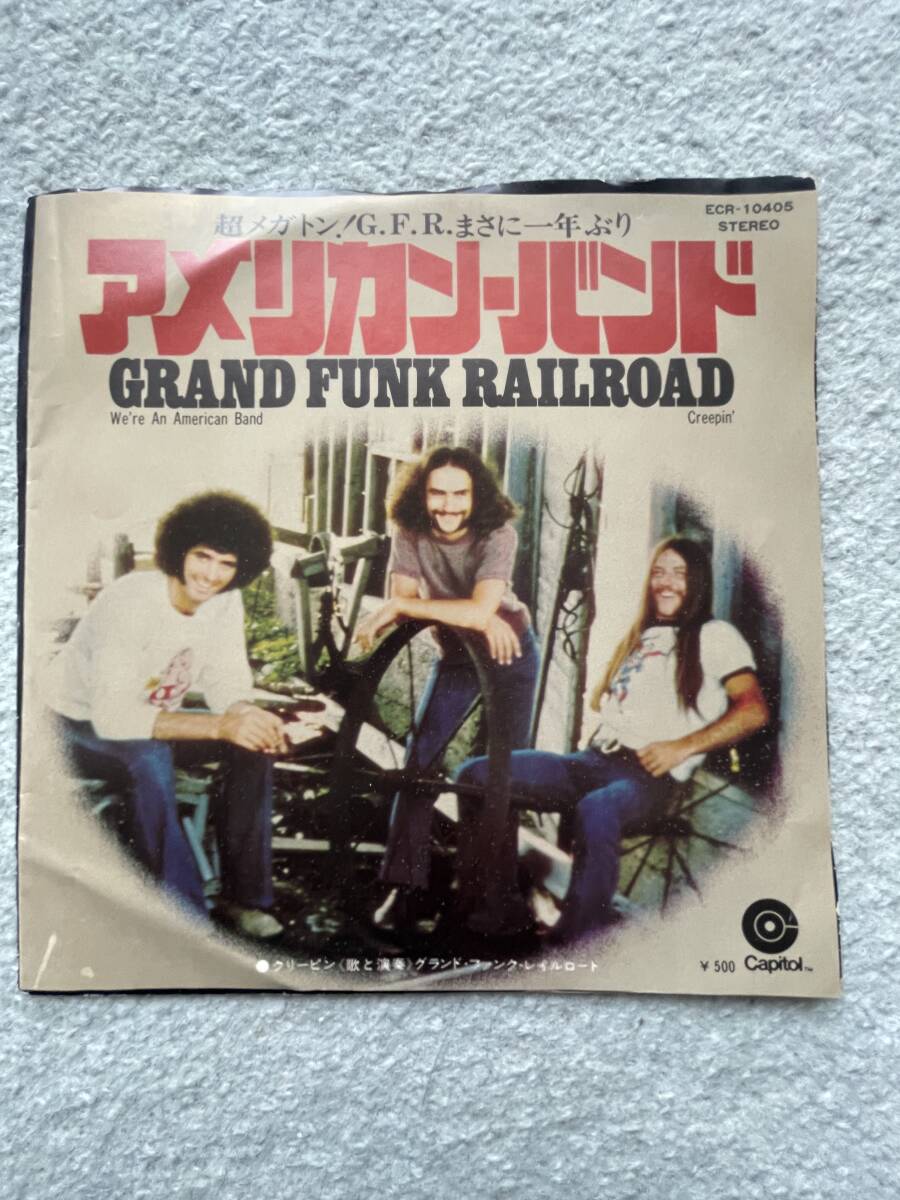 ECR-10405
STEREO
超メガトン!G.F.R.まさに一年ぶり
アメリカン・バンド
GRAND FUNK RAILROAD
We're An American Band
Creepin'
●クリーピン《歌と演奏》グランド・ファンク・レイルロード
¥500
Capitol™